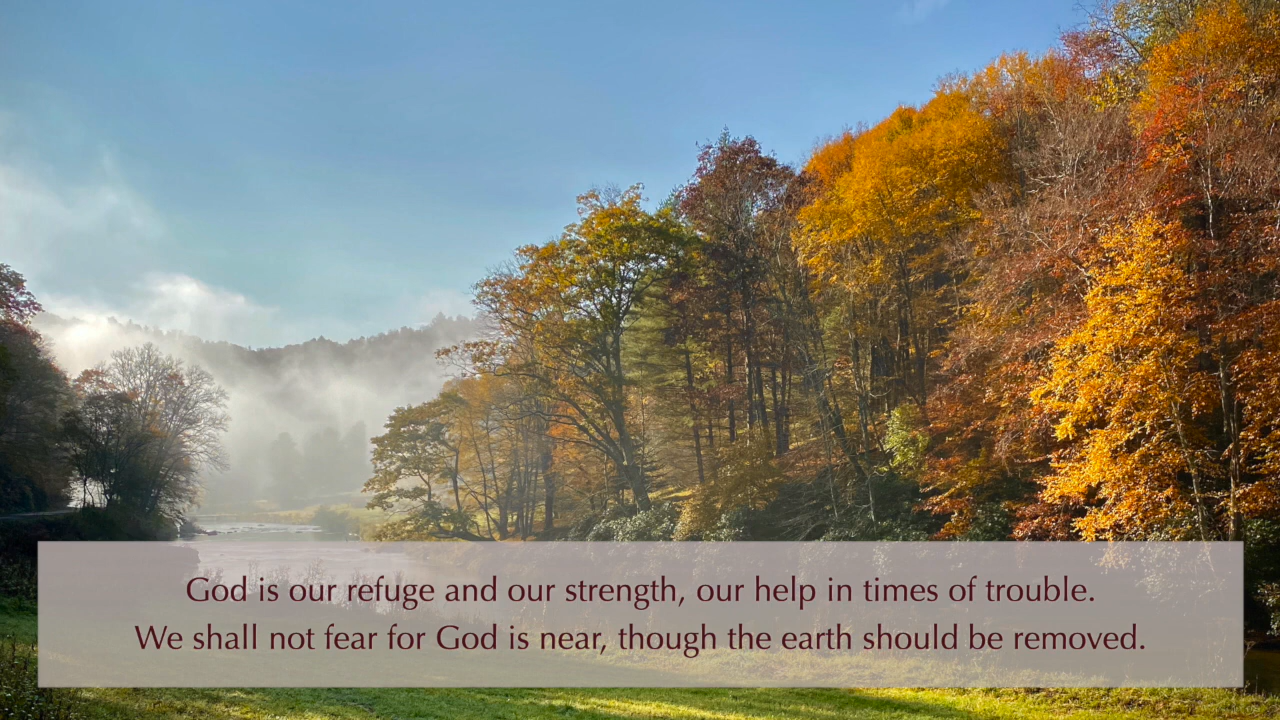 God is our refuge and our strength, our help in times of trouble.
We shall not fear for God is near, though the earth should be removed.